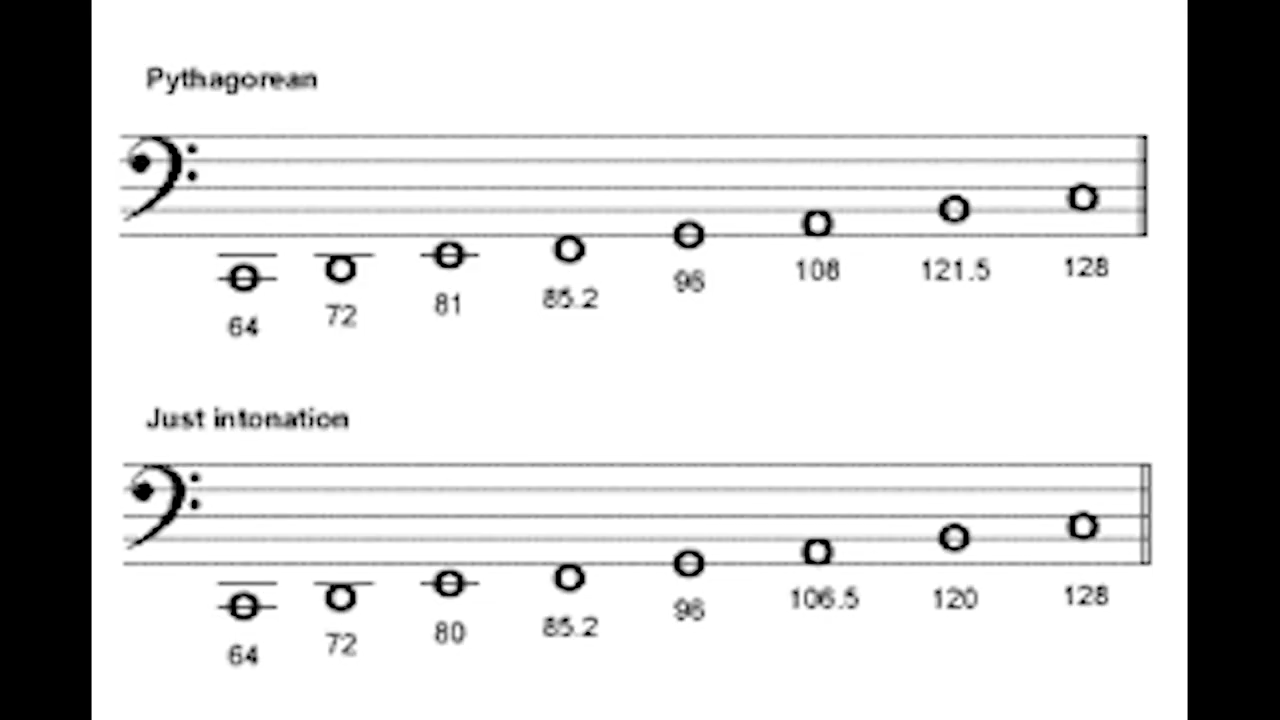 Pythagorean
64 72 81 85.2 96 108 121.5 128
Just intonation
64 72 80 85.2 96 106.5 120 128